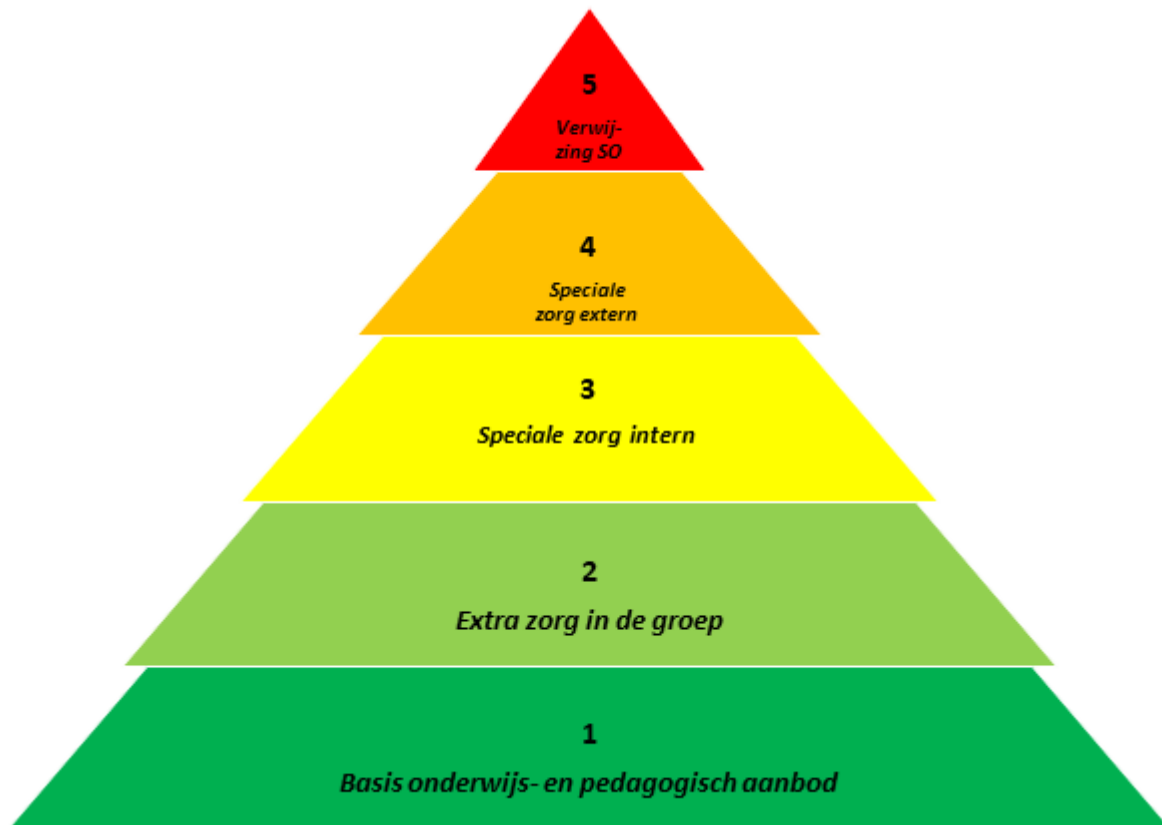 5
Verwij-
zing SO
4
Speciale
zorg extern
3
Speciale zorg intern
2
Extra zorg in de groep
1
Basis onderwijs- en pedagogisch aanbod